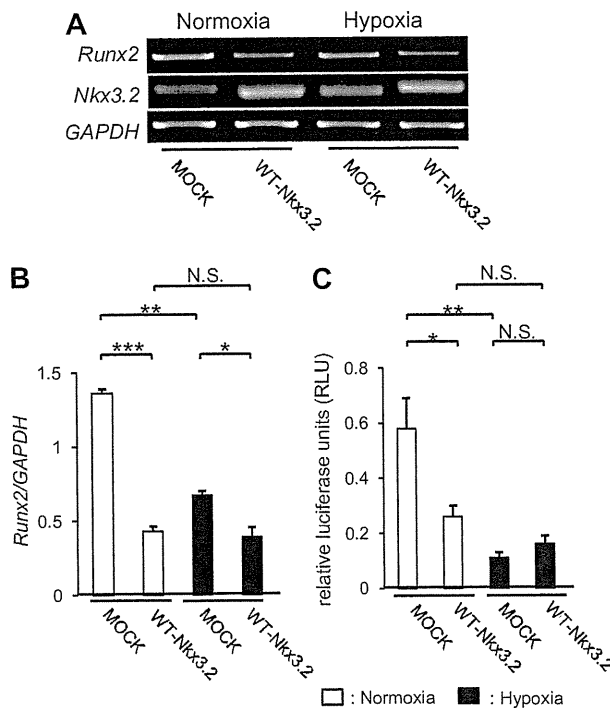 A
Normoxia Hypoxia
Runx2
Nkx3.2
GAPDH
MOCK WT-Nkx3.2 MOCK WT-Nkx3.2
B
N.S.
**
*** *
1.5
1
0.5
0
Runx2/GAPDH
MOCK WT-Nkx3.2 MOCK WT-Nkx3.2
C
N.S.
**
* N.S.
0.8
0.6
0.4
0.2
0
relative luciferase units (RLU)
MOCK WT-Nkx3.2 MOCK WT-Nkx3.2
: Normoxia : Hypoxia